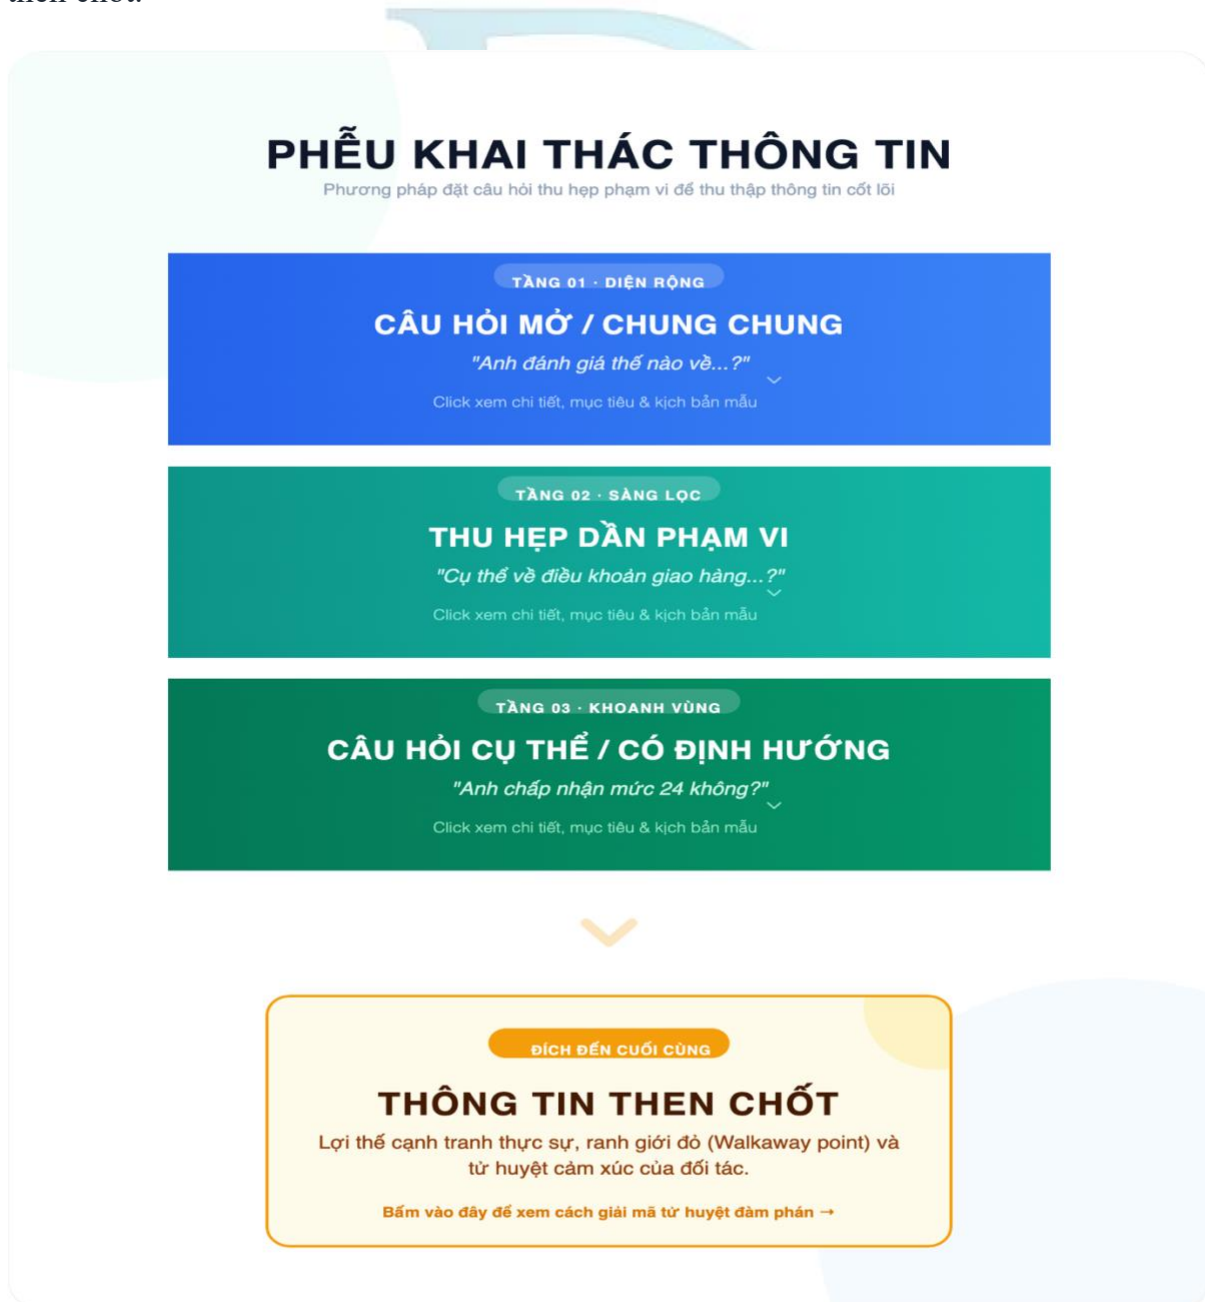 then chốt.
PHỄU KHAI THÁC THÔNG TIN
Phương pháp đặt câu hỏi thu hẹp phạm vi để thu thập thông tin cốt lõi
TẦNG 01 · DIỆN RỘNG
CÂU HỎI MỞ / CHUNG CHUNG
"Anh đánh giá thế nào về...?"
Click xem chi tiết, mục tiêu & kịch bản mẫu
TẦNG 02 · SÀNG LỌC
THU HẸP DẦN PHẠM VI
"Cụ thể về điều khoản giao hàng...?"
Click xem chi tiết, mục tiêu & kịch bản mẫu
TẦNG 03 · KHOANH VÙNG
CÂU HỎI CỤ THỂ / CÓ ĐỊNH HƯỚNG
"Anh chấp nhận mức 24 không?"
Click xem chi tiết, mục tiêu & kịch bản mẫu
ĐÍCH ĐẾN CUỐI CÙNG
THÔNG TIN THEN CHỐT
Lợi thế cạnh tranh thực sự, ranh giới đỏ (Walkaway point) và
tử huyệt cảm xúc của đối tác.
Bấm vào đây để xem cách giải mã tử huyệt đàm phán →